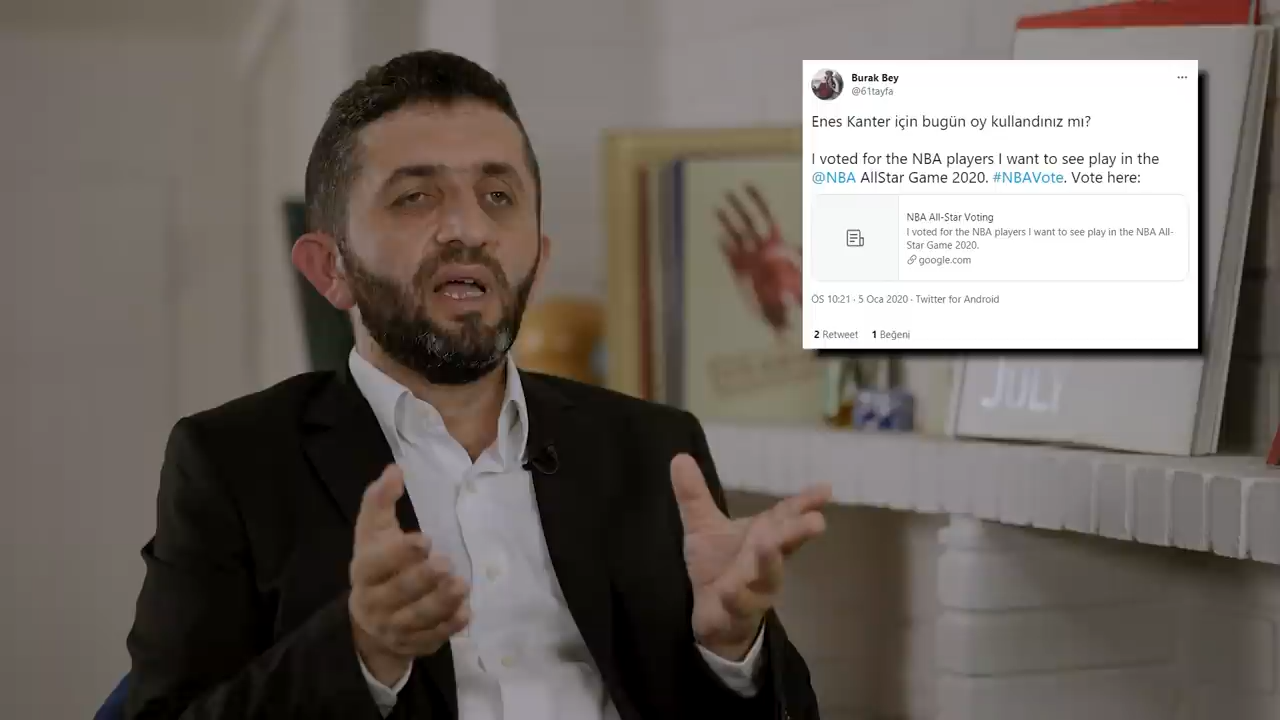 Burak Bey
@61tayfa
Enes Kanter için bugün oy kullandınız mı?
I voted for the NBA players I want to see play in the
@NBA AllStar Game 2020. #NBAVote. Vote here:
NBA All-Star Voting
I voted for the NBA players I want to see play in the NBA All-
Star Game 2020.
google.com
ÖS 10:21 · 5 Oca 2020 · Twitter for Android
2 Retweet 1 Beğeni
JULY